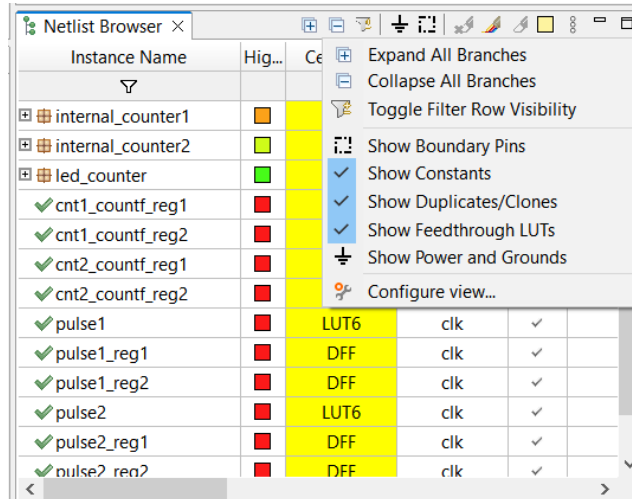 Netlist Browser
Instance Name Hig... Ce
Expand All Branches
Collapse All Branches
Toggle Filter Row Visibility
Show Boundary Pins
Show Constants
Show Duplicates/Clones
Show Feedthrough LUTs
Show Power and Grounds
Configure view...
internal_counter1
internal_counter2
led_counter
cnt1_countf_reg1
cnt1_countf_reg2
cnt2_countf_reg1
cnt2_countf_reg2
pulse1 LUT6 clk
pulse1_reg1 DFF clk
pulse1_reg2 DFF clk
pulse2 LUT6 clk
pulse2_reg1 DFF clk
pulse2_reg2 DFF clk